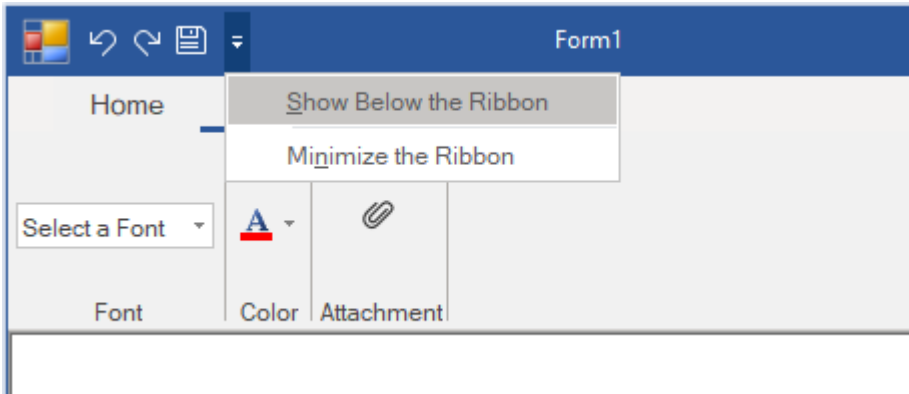 Form1
Home
Show Below the Ribbon
Minimize the Ribbon
Select a Font
A
Font
Color
Attachment